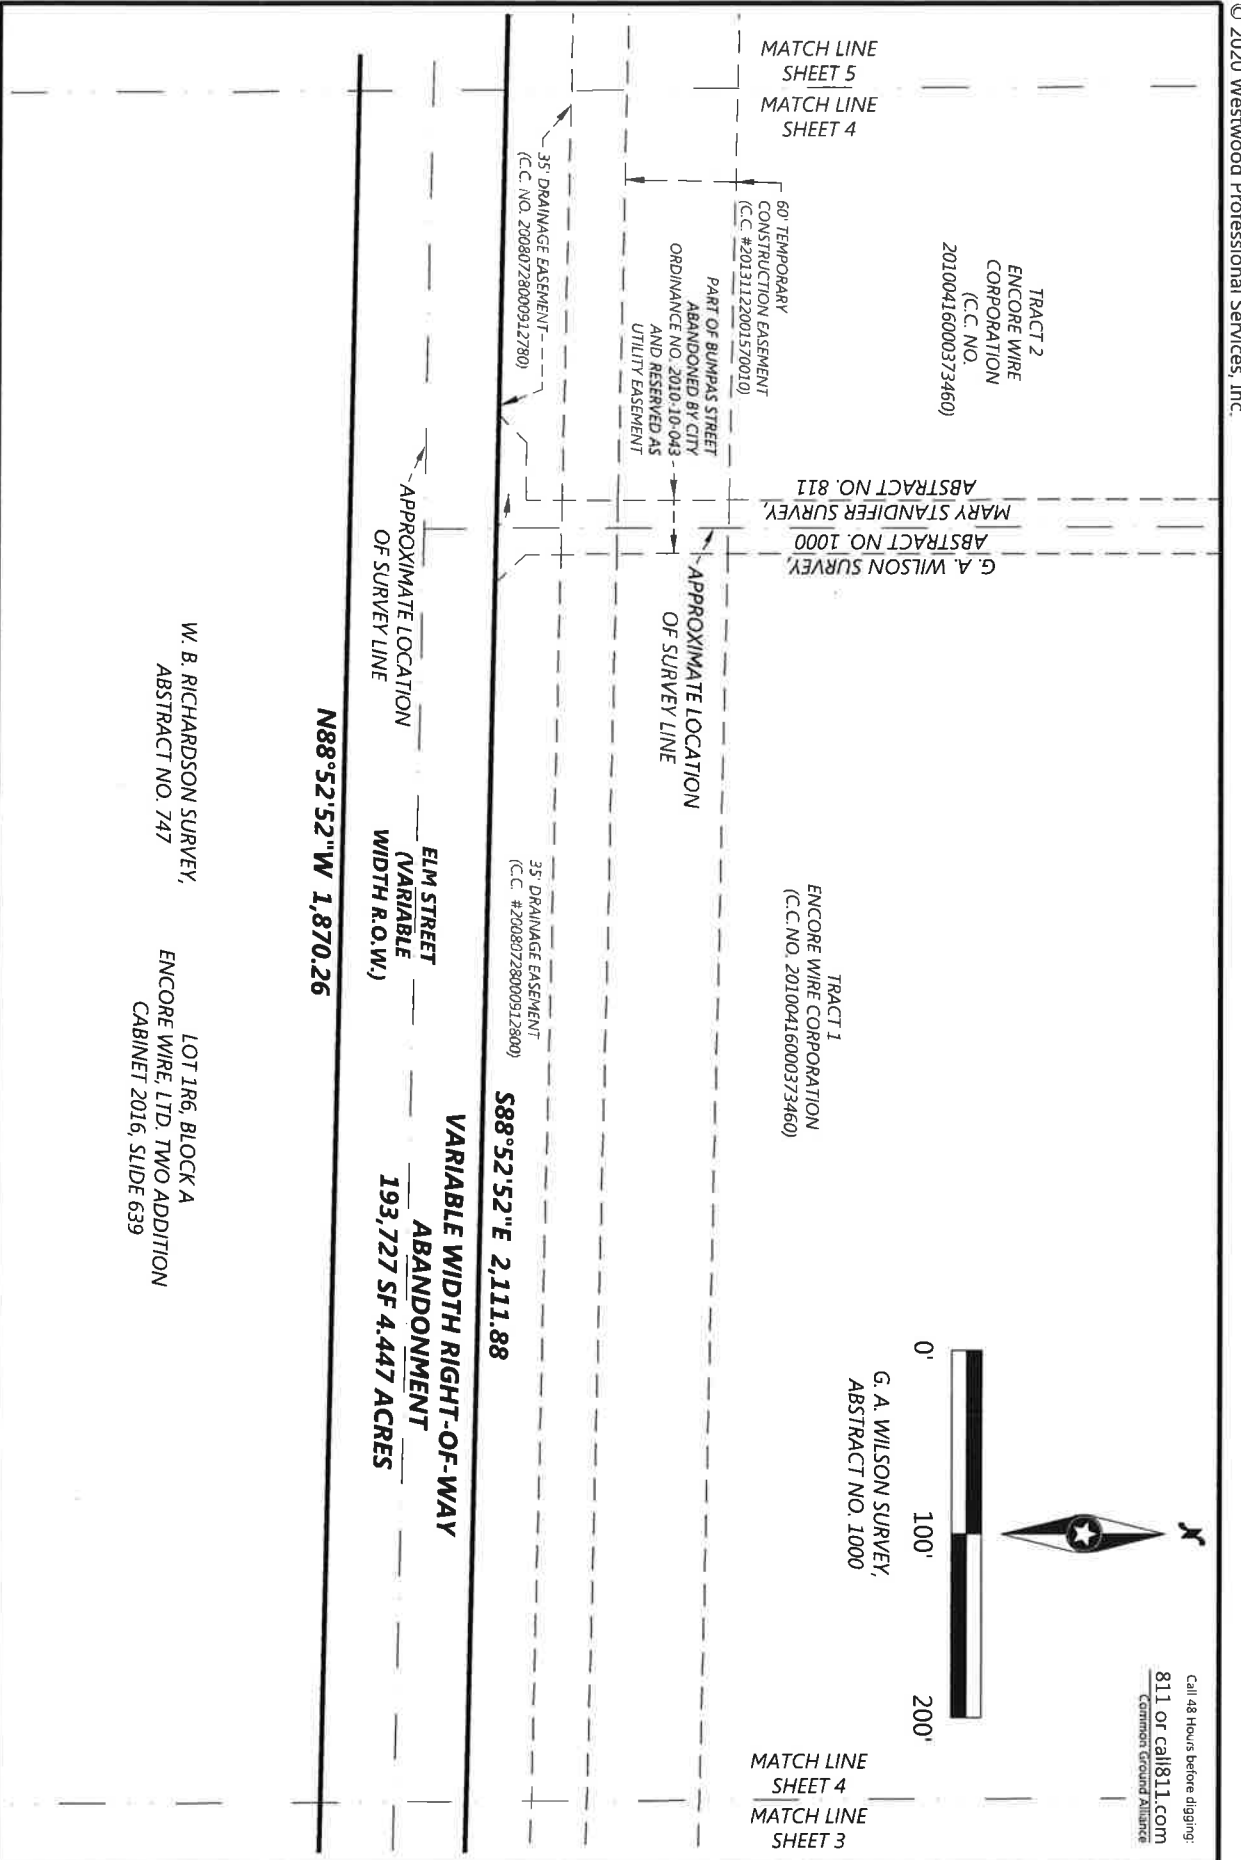 © 2020 Westwood Professional Services, Inc.
MATCH LINE
SHEET 5
MATCH LINE
SHEET 4
TRACT 2
ENCORE WIRE
CORPORATION
(C.C. NO.
20100416000373460)
60' TEMPORARY
CONSTRUCTION EASEMENT
(C.C. #20131122001570010)
PART OF BUMPAS STREET
ABANDONED BY CITY
ORDINANCE NO. 2010-10-043
AND RESERVED AS
UTILITY EASEMENT
35' DRAINAGE EASEMENT
(C.C. NO. 20080728000912780)
MARY STANDIFER SURVEY,
ABSTRACT NO. 811
G. A. WILSON SURVEY,
ABSTRACT NO. 1000
APPROXIMATE LOCATION
OF SURVEY LINE
APPROXIMATE LOCATION
OF SURVEY LINE
TRACT 1
ENCORE WIRE CORPORATION
(C.C.NO. 20100416000373460)
35' DRAINAGE EASEMENT
(C.C. #20080728000912800)
S88°52'52"E 2,111.88
ELM STREET
(VARIABLE
WIDTH R.O.W.)
VARIABLE WIDTH RIGHT-OF-WAY
ABANDONMENT
193,727 SF 4.447 ACRES
N88°52'52"W 1,870.26
W. B. RICHARDSON SURVEY,
ABSTRACT NO. 747
LOT 1R6, BLOCK A
ENCORE WIRE, LTD. TWO ADDITION
CABINET 2016, SLIDE 639
N
0' 100' 200'
G. A. WILSON SURVEY,
ABSTRACT NO. 1000
Call 48 Hours before digging:
811 or call811.com
Common Ground Alliance
MATCH LINE
SHEET 4
MATCH LINE
SHEET 3